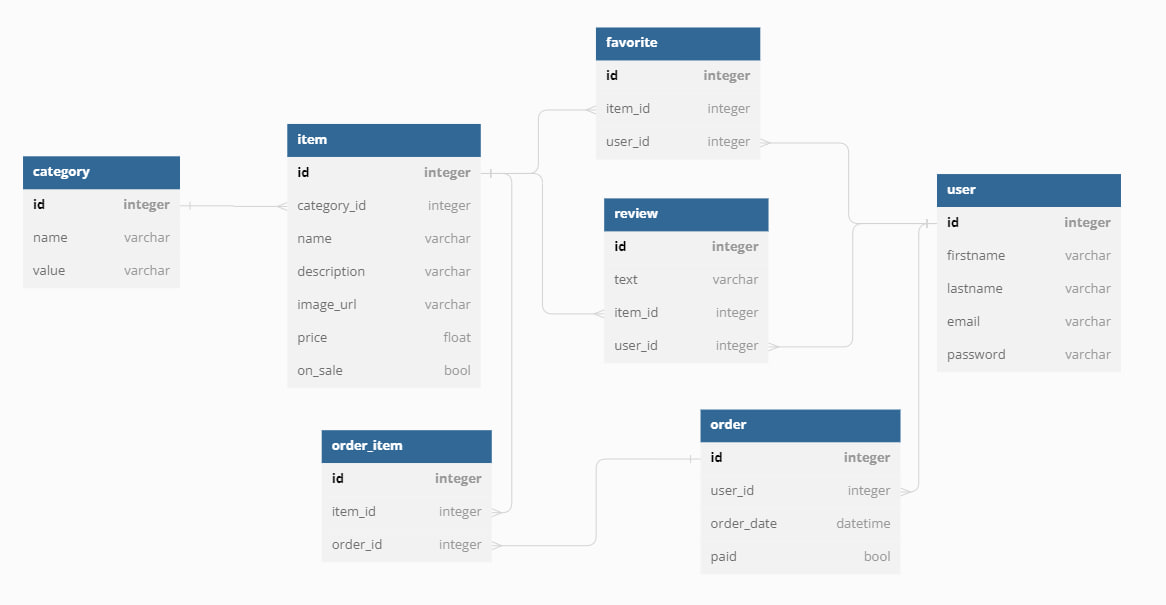 category
id integer
name varchar
value varchar
item
id integer
category_id integer
name varchar
description varchar
image_url varchar
price float
on_sale bool
order_item
id integer
item_id integer
order_id integer
favorite
id integer
item_id integer
user_id integer
review
id integer
text varchar
item_id integer
user_id integer
order
id integer
user_id integer
order_date datetime
paid bool
user
id integer
firstname varchar
lastname varchar
email varchar
password varchar